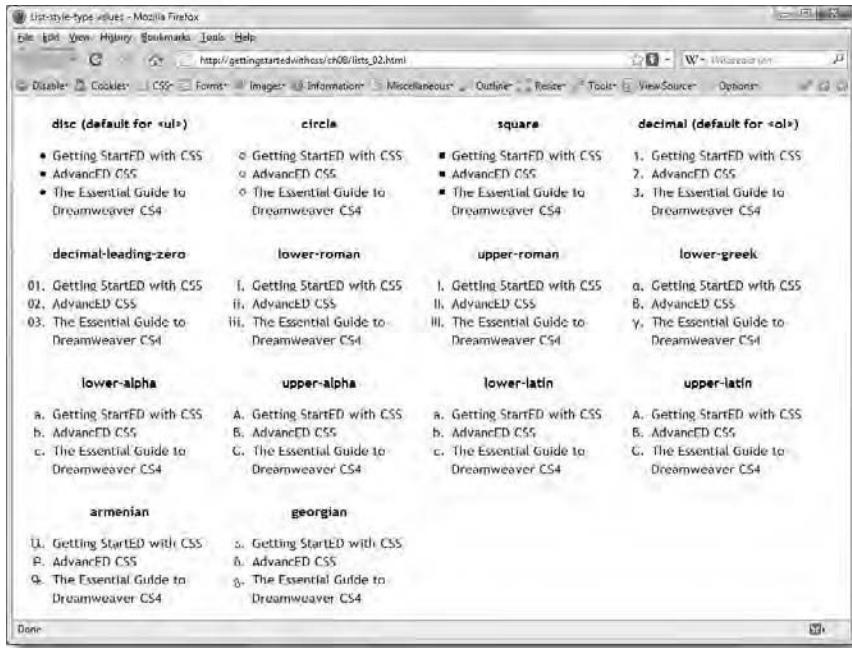 List-style-type values - Mozilla Firefox
File Edit View History Bookmarks Tools Help
http://gettingstartedwithcss/ch08/lists_02.html
Disable Cookies CSS Forms Images Information Miscellaneous Outline Resize Tools View Source Options
disc (default for <ul>)
• Getting StartED with CSS
• AdvancED CSS
• The Essential Guide to
Dreamweaver CS4
circle
○ Getting StartED with CSS
○ AdvancED CSS
○ The Essential Guide to
Dreamweaver CS4
square
▪ Getting StartED with CSS
▪ AdvancED CSS
▪ The Essential Guide to
Dreamweaver CS4
decimal (default for <ol>)
1. Getting StartED with CSS
2. AdvancED CSS
3. The Essential Guide to
Dreamweaver CS4
decimal-leading-zero
01. Getting StartED with CSS
02. AdvancED CSS
03. The Essential Guide to
Dreamweaver CS4
lower-roman
i. Getting StartED with CSS
ii. AdvancED CSS
iii. The Essential Guide to
Dreamweaver CS4
upper-roman
I. Getting StartED with CSS
II. AdvancED CSS
III. The Essential Guide to
Dreamweaver CS4
lower-greek
α. Getting StartED with CSS
β. AdvancED CSS
γ. The Essential Guide to
Dreamweaver CS4
lower-alpha
a. Getting StartED with CSS
b. AdvancED CSS
c. The Essential Guide to
Dreamweaver CS4
upper-alpha
A. Getting StartED with CSS
B. AdvancED CSS
C. The Essential Guide to
Dreamweaver CS4
lower-latin
a. Getting StartED with CSS
b. AdvancED CSS
c. The Essential Guide to
Dreamweaver CS4
upper-latin
A. Getting StartED with CSS
B. AdvancED CSS
C. The Essential Guide to
Dreamweaver CS4
armenian
Ա. Getting StartED with CSS
Բ. AdvancED CSS
Գ. The Essential Guide to
Dreamweaver CS4
georgian
ა. Getting StartED with CSS
ბ. AdvancED CSS
გ. The Essential Guide to
Dreamweaver CS4
Done